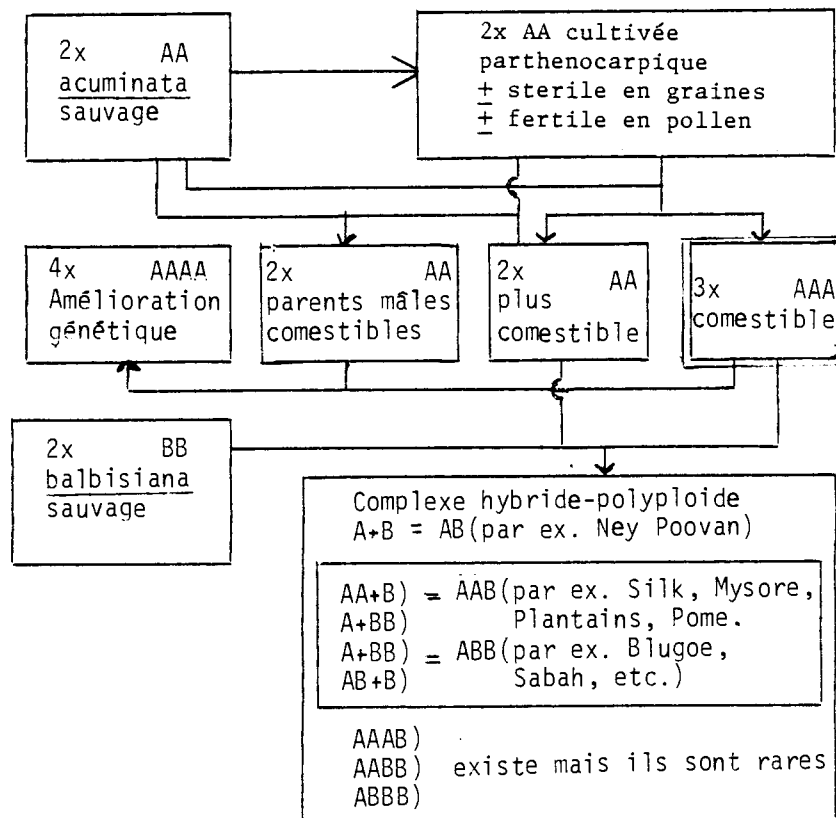 2x AA
acuminata
sauvage
2x AA cultivée
parthenocarpique
± sterile en graines
± fertile en pollen
4x AAAA
Amélioration
génétique
2x AA
parents mâles
comestibles
2x AA
plus
comestible
3x AAA
comestible
2x BB
balbisiana
sauvage
Complexe hybride-polyploide
A+B = AB(par ex. Ney Poovan)
AA+B) = AAB(par ex. Silk, Mysore,
A+BB) Plantains, Pome.
A+BB) = ABB(par ex. Blugoe,
AB+B) Sabah, etc.)
AAAB)
AABB) existe mais ils sont rares
ABBB)